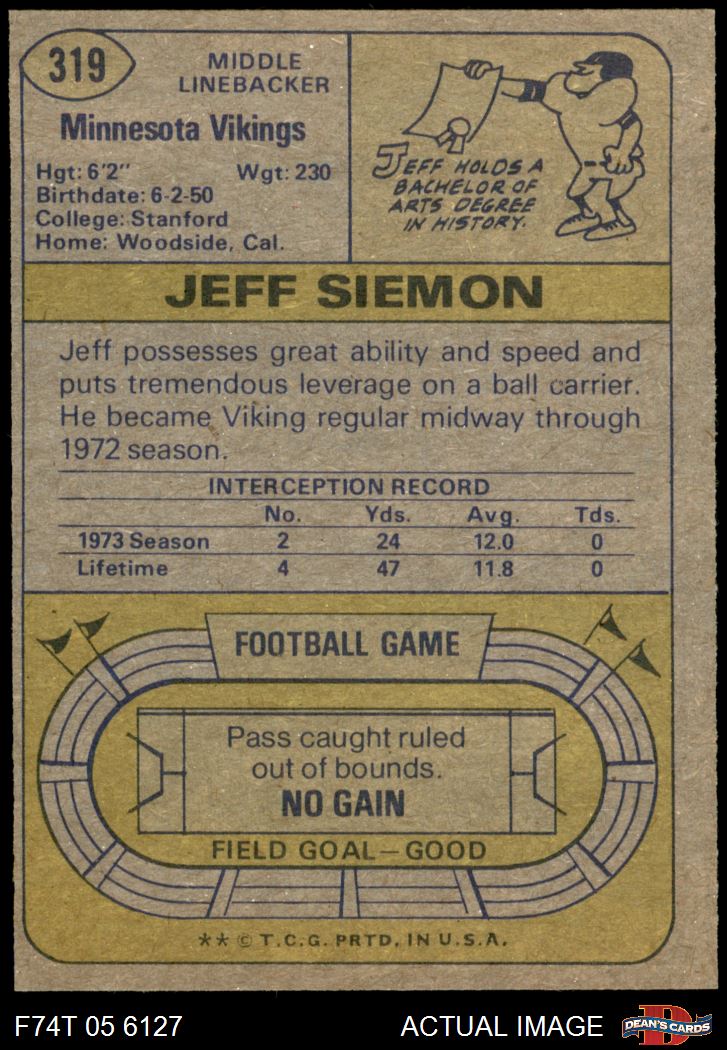 319
MIDDLE
LINEBACKER
Minnesota Vikings
Hgt: 6'2" Wgt: 230
Birthdate: 6-2-50
College: Stanford
Home: Woodside, Cal.
JEFF HOLDS A
BACHELOR OF
ARTS DEGREE
IN HISTORY.
JEFF SIEMON
Jeff possesses great ability and speed and
puts tremendous leverage on a ball carrier.
He became Viking regular midway through
1972 season.
INTERCEPTION RECORD
No. Yds. Avg. Tds.
1973 Season 2 24 12.0 0
Lifetime 4 47 11.8 0
FOOTBALL GAME
Pass caught ruled
out of bounds.
NO GAIN
FIELD GOAL—GOOD
** © T.C.G. PRTD. IN U.S.A.
F74T 05 6127 ACTUAL IMAGE
D
DEAN'S CARDS